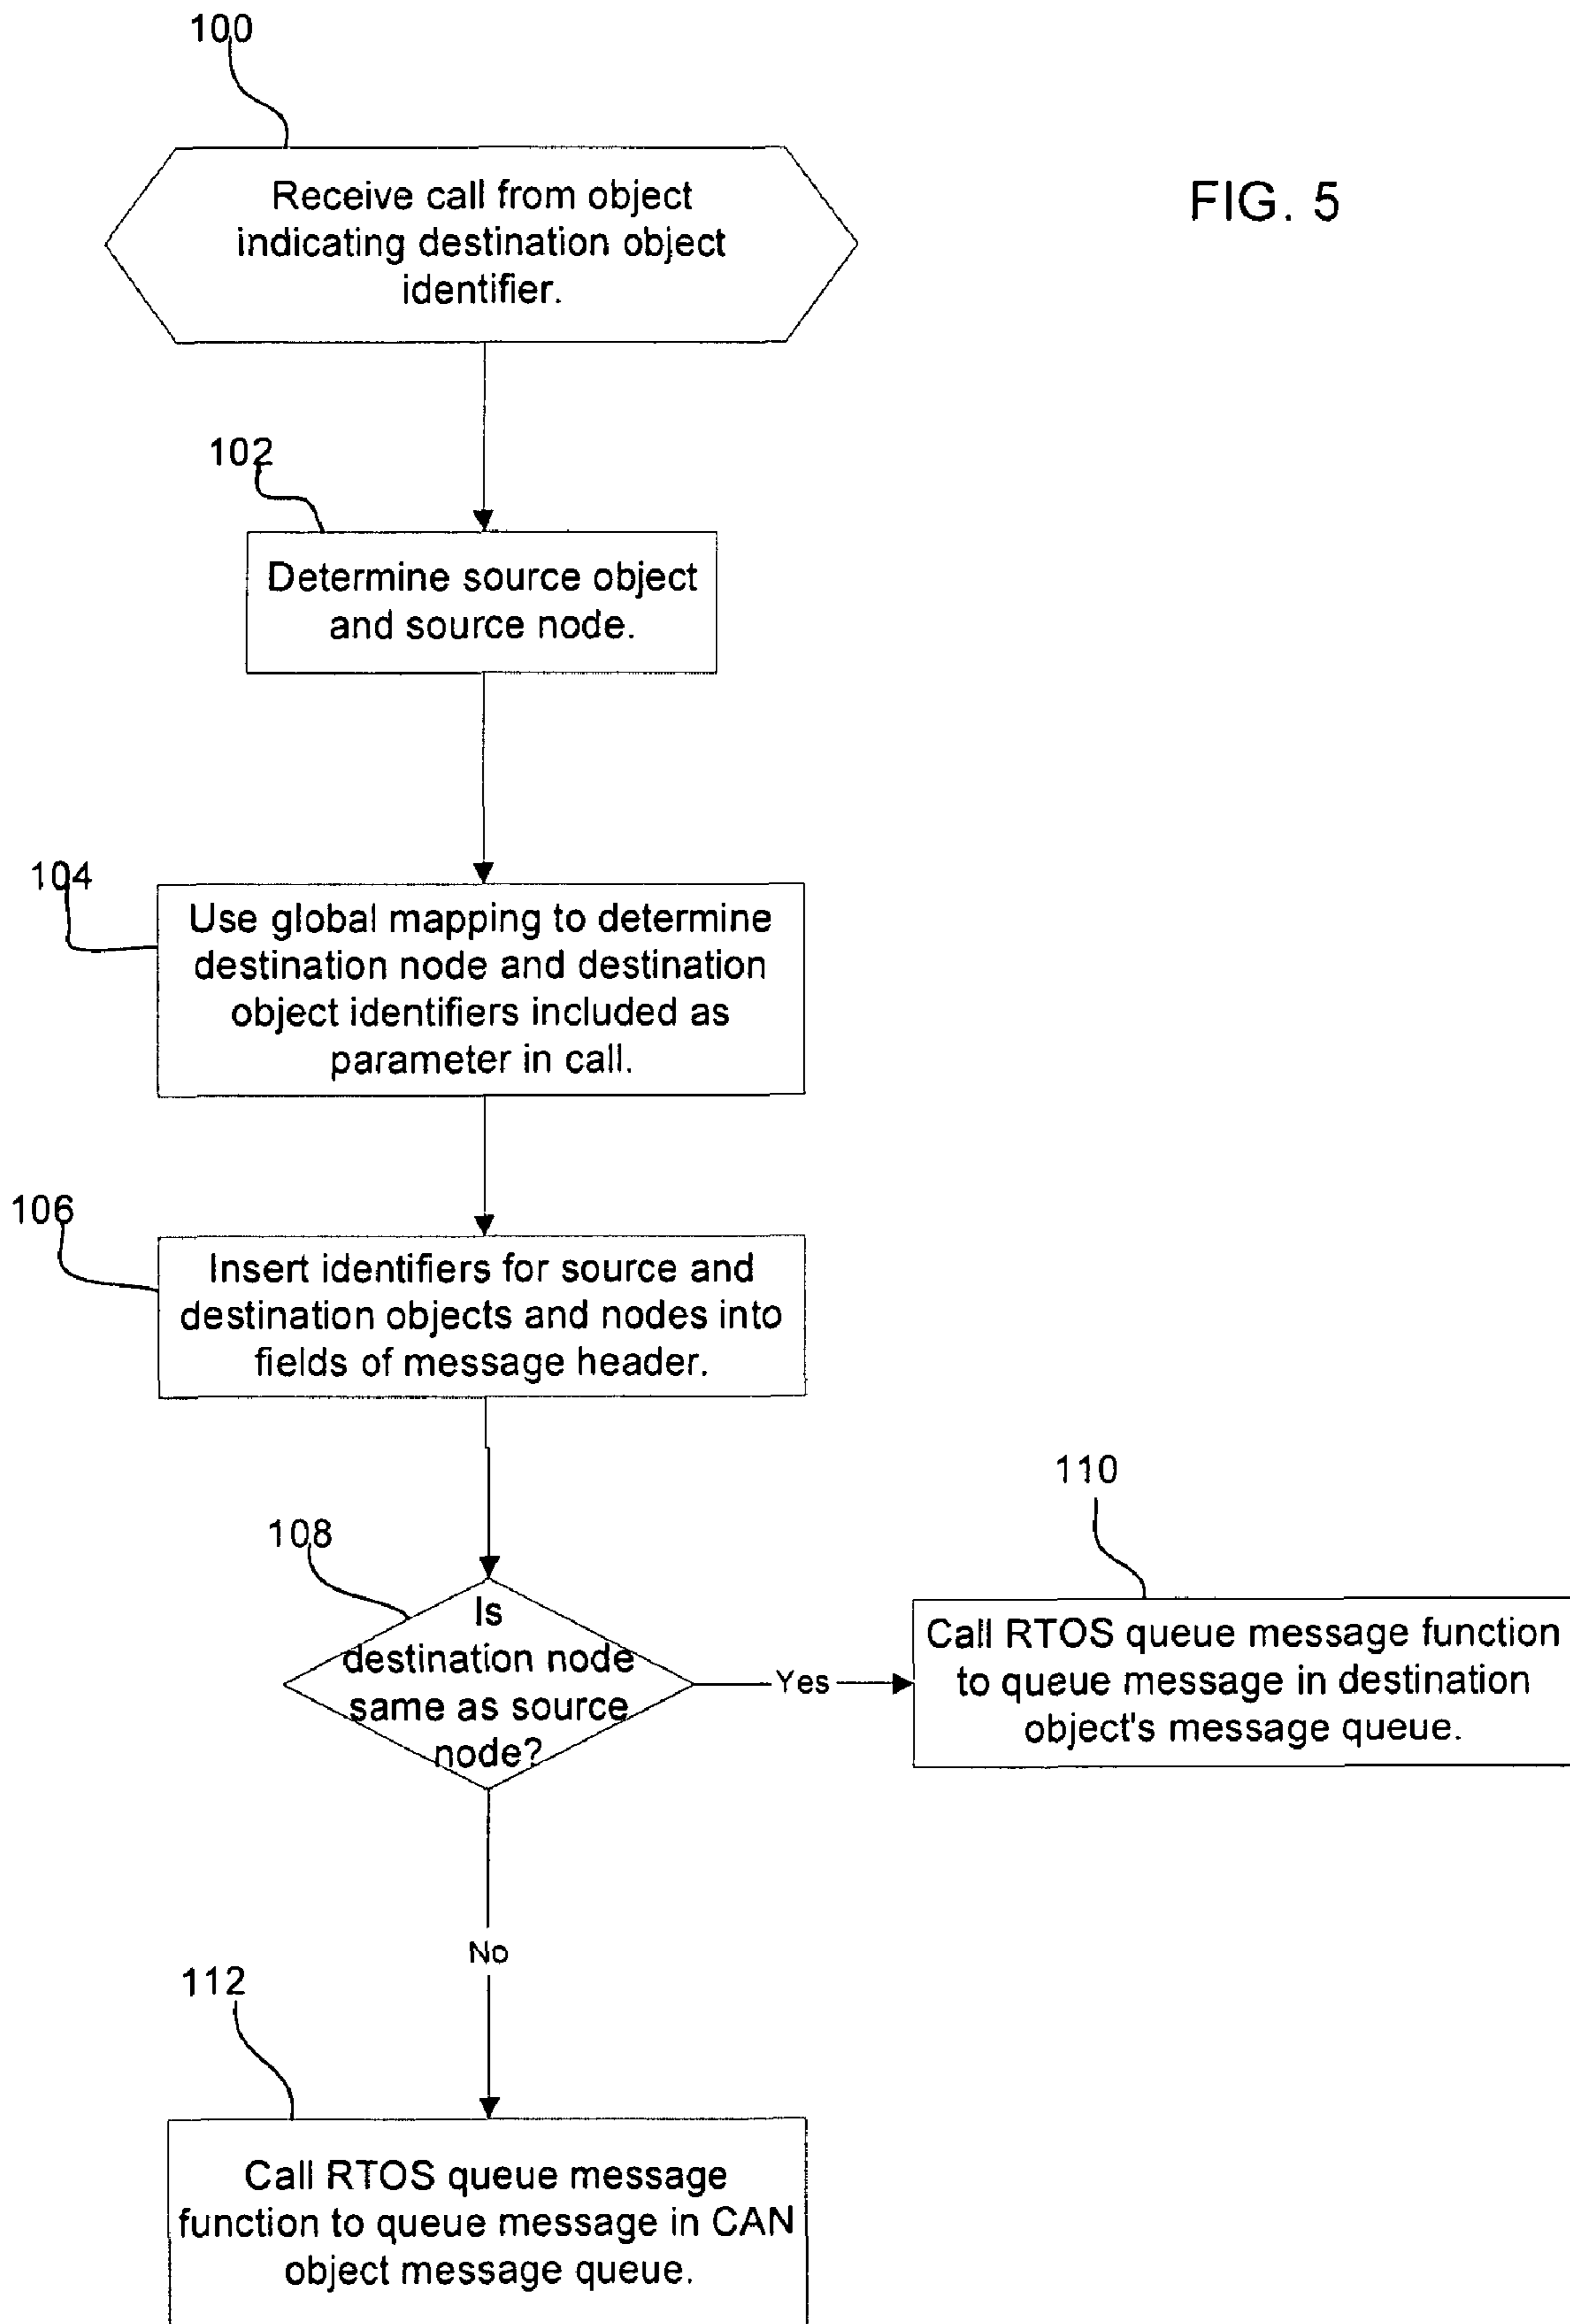 100
Receive call from object
indicating destination object
identifier.
FIG. 5
102
Determine source object
and source node.
104
Use global mapping to determine
destination node and destination
object identifiers included as
parameter in call.
106
Insert identifiers for source and
destination objects and nodes into
fields of message header.
108
Is
destination node
same as source
node?
Yes
110
Call RTOS queue message function
to queue message in destination
object's message queue.
No
112
Call RTOS queue message
function to queue message in CAN
object message queue.